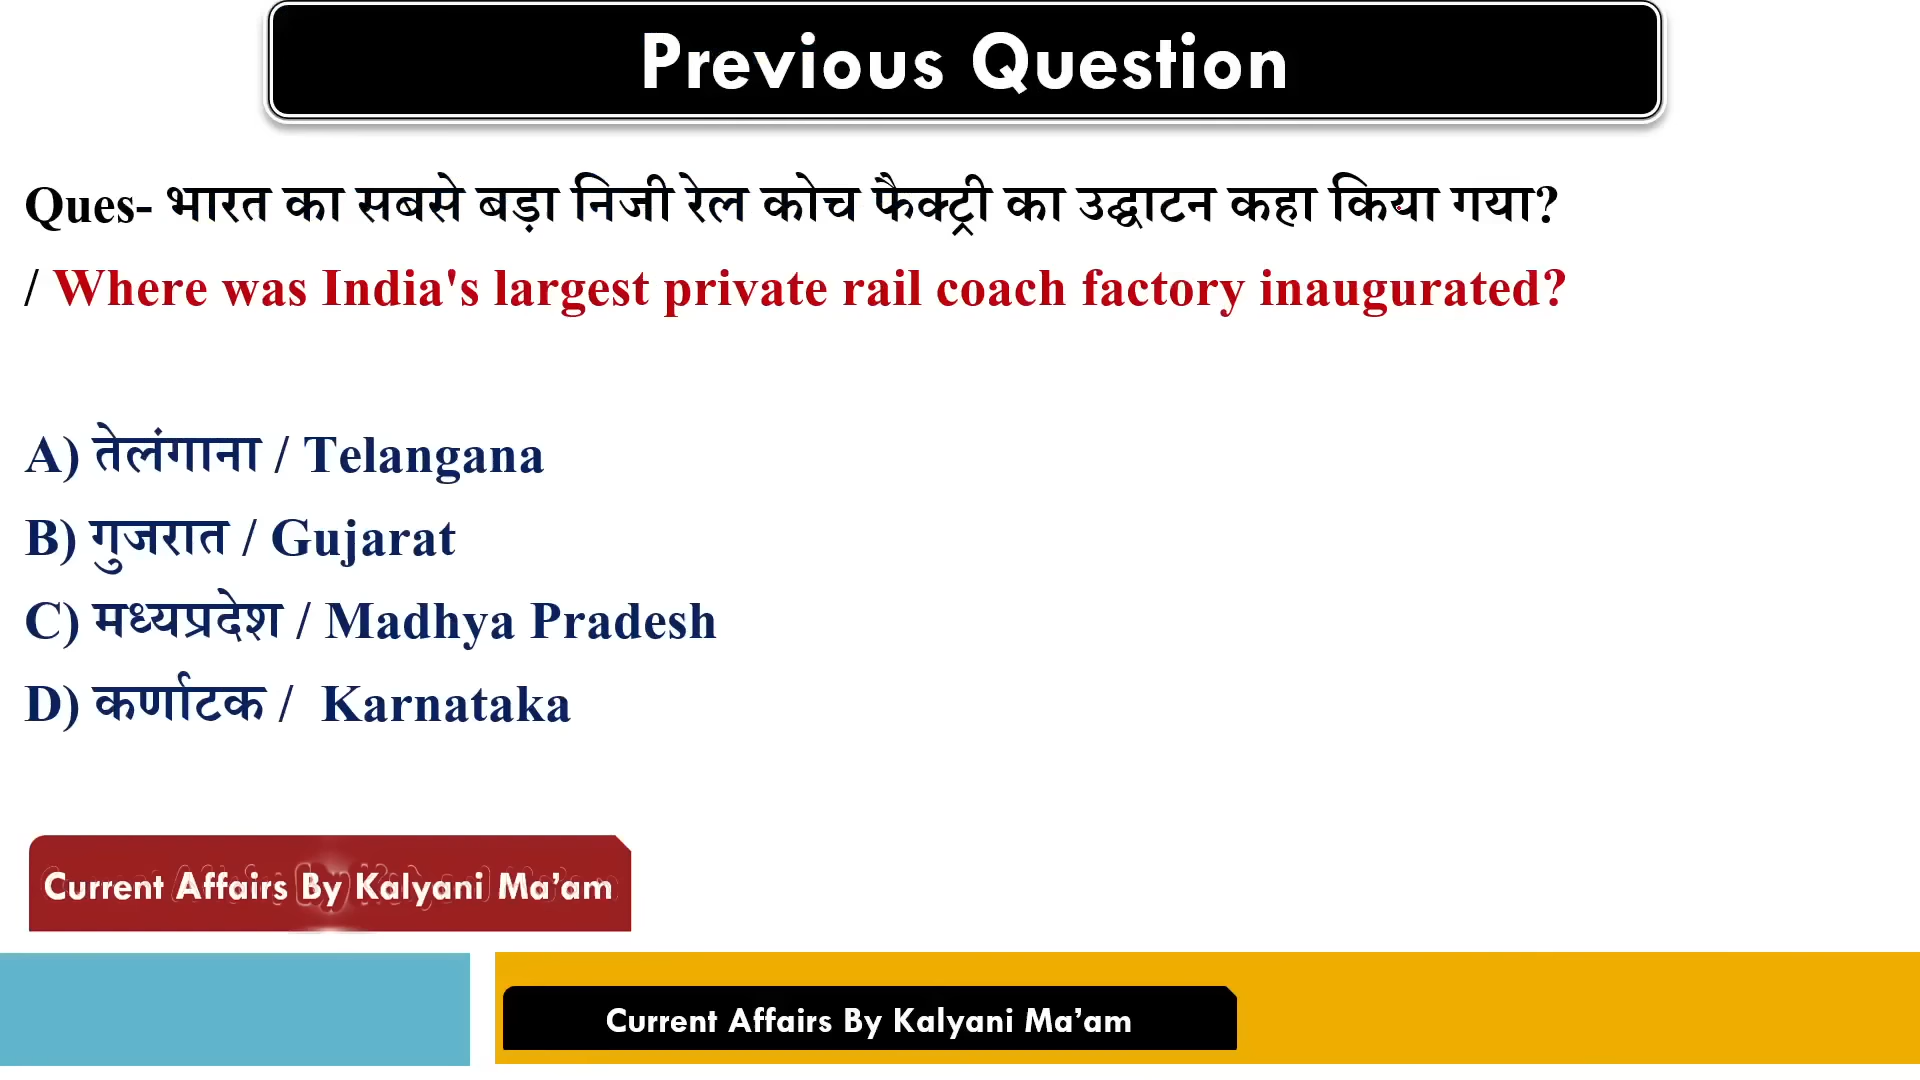 Previous Question
Ques- भारत का सबसे बड़ा निजी रेल कोच फैक्ट्री का उद्घाटन कहा किया गया?
/ Where was India's largest private rail coach factory inaugurated?
A) तेलंगाना / Telangana
B) गुजरात / Gujarat
C) मध्यप्रदेश / Madhya Pradesh
D) कर्णाटक / Karnataka
Current Affairs By Kalyani Ma’am
Current Affairs By Kalyani Ma’am